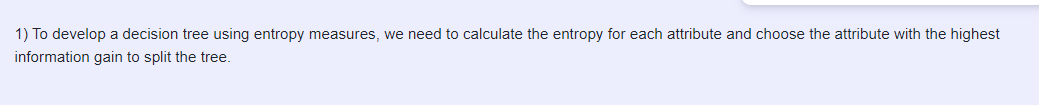 1) To develop a decision tree using entropy measures, we need to calculate the entropy for each attribute and choose the attribute with the highest
information gain to split the tree.